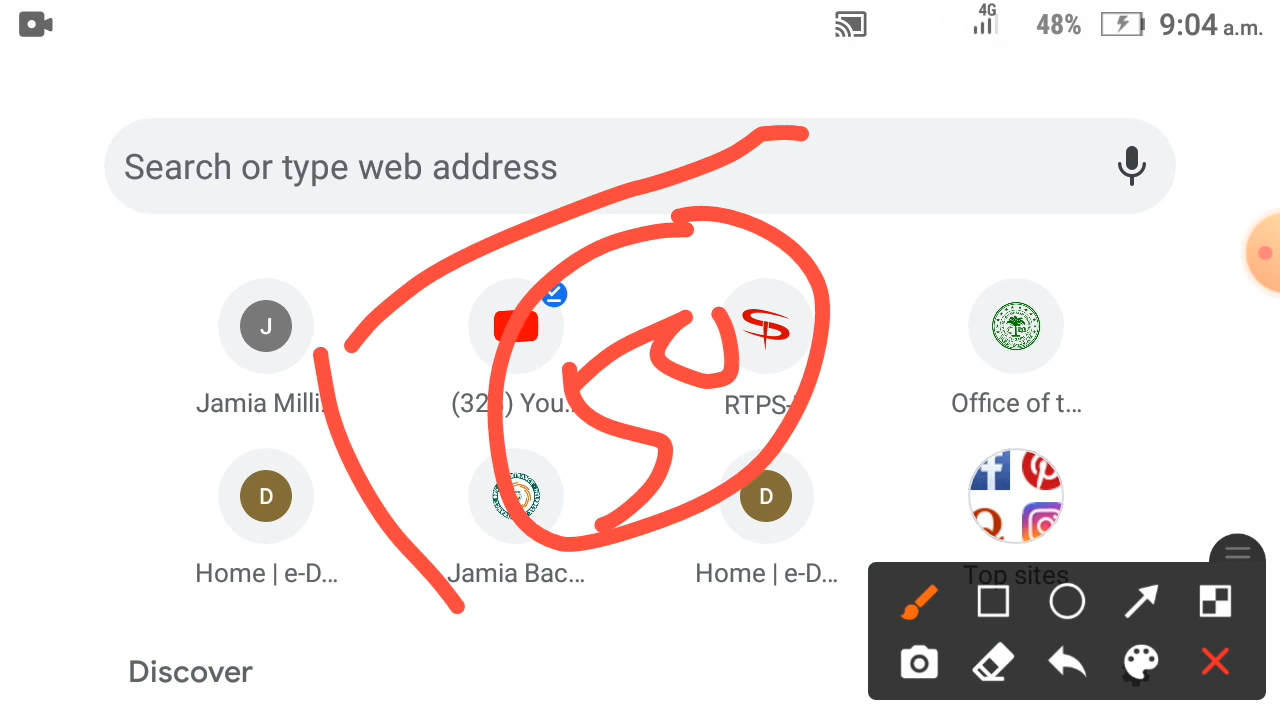 4G
48% 9:04 a.m.
Search or type web address
J
Jamia Milli...
You...
RTPS-
Office of t...
D
Home | e-D...
Jamia Bac...
D
Home | e-D...
Top sites
Discover